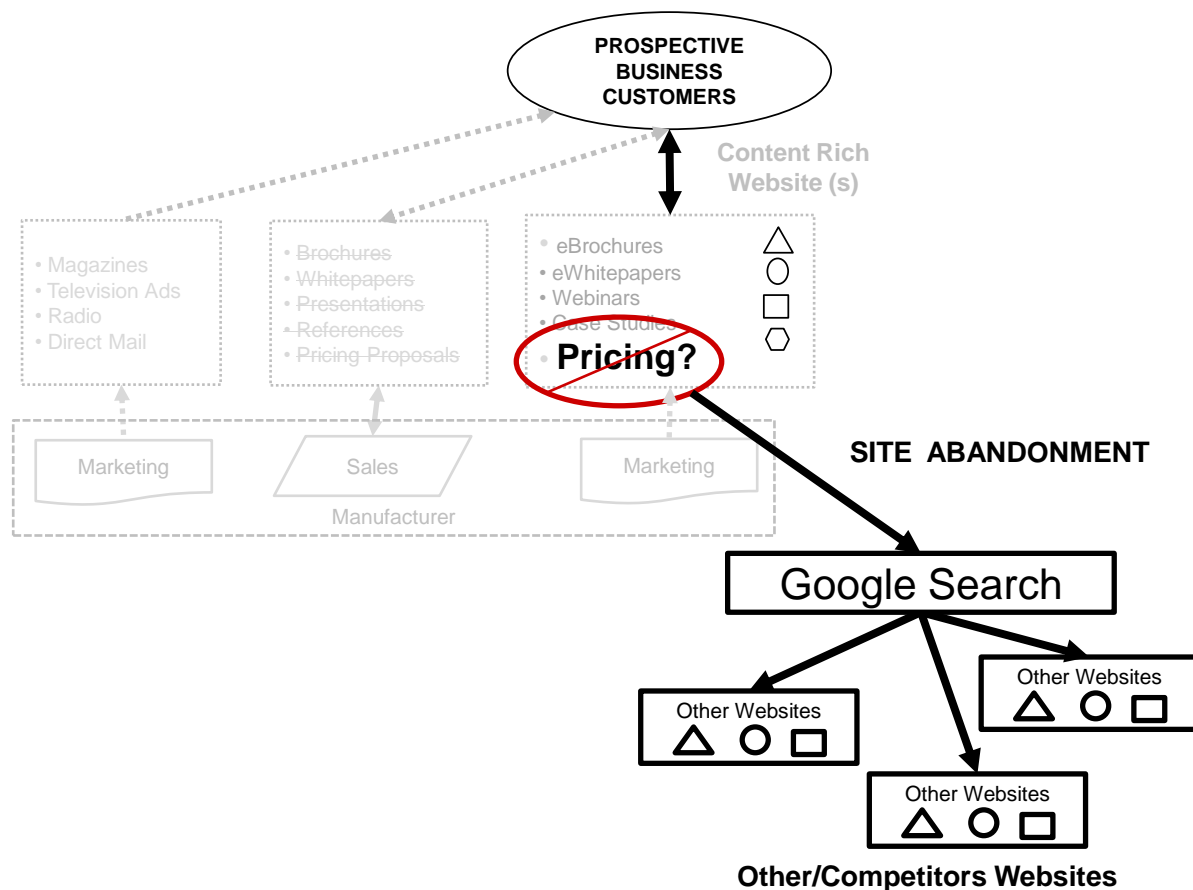 PROSPECTIVE
BUSINESS
CUSTOMERS
Content Rich
Website (s)
• Magazines
• Television Ads
• Radio
• Direct Mail
• Brochures
• Whitepapers
• Presentations
• References
• Pricing Proposals
• eBrochures
• eWhitepapers
• Webinars
• Case Studies
• Pricing?
Marketing
Sales
Marketing
Manufacturer
SITE ABANDONMENT
Google Search
Other Websites
Other Websites
Other Websites
Other/Competitors Websites